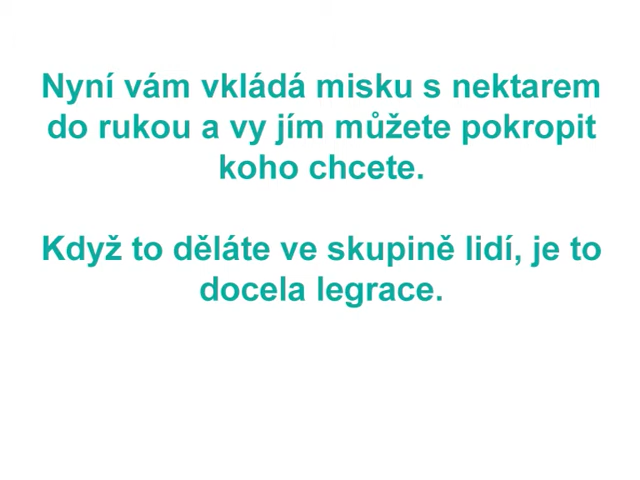 Nyní vám vkládá misku s nektarem
do rukou a vy jím můžete pokropit
koho chcete.
Když to děláte ve skupině lidí, je to
docela legrace.